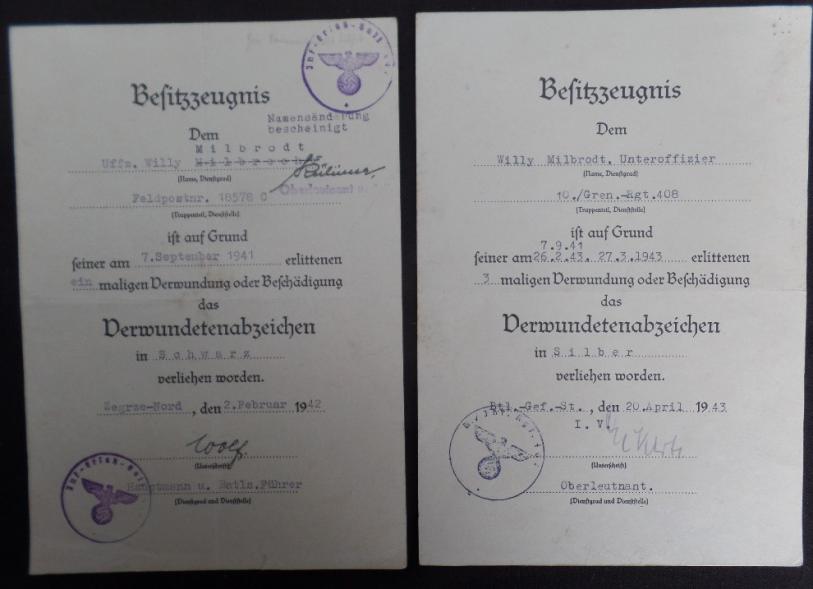 Besitzzeugnis
Namensänderung
bescheinigt
Dem
Milbrodt
Uffz. Willy
(Name, Dienstgrad)
Feldpostnr. 18578 C
Oberleutnant u.
(Truppenteil, Dienststelle)
ist auf Grund
seiner am 7.September 1941 erlittenen
ein maligen Verwundung oder Beschädigung
das
Verwundetenabzeichen
in Schwarz
verliehen worden.
Zegrze-Nord, den 2.Februar 1942
Wolf
(Unterschrift)
Hauptmann u. Batls.Führer
(Dienstgrad und Dienststelle)
Besitzzeugnis
Dem
Willy Milbrodt, Unteroffizier
(Name, Dienstgrad)
10./Gren.-Rgt.408
(Truppenteil, Dienststelle)
ist auf Grund
7.9.41
seiner am 26.2.43. 27.3.1943 erlittenen
3 maligen Verwundung oder Beschädigung
das
Verwundetenabzeichen
in Silber
verliehen worden.
Btl.-Gef.-St., den 20.April 1943
I.V.
(Unterschrift)
Oberleutnant.
(Dienstgrad und Dienststelle)